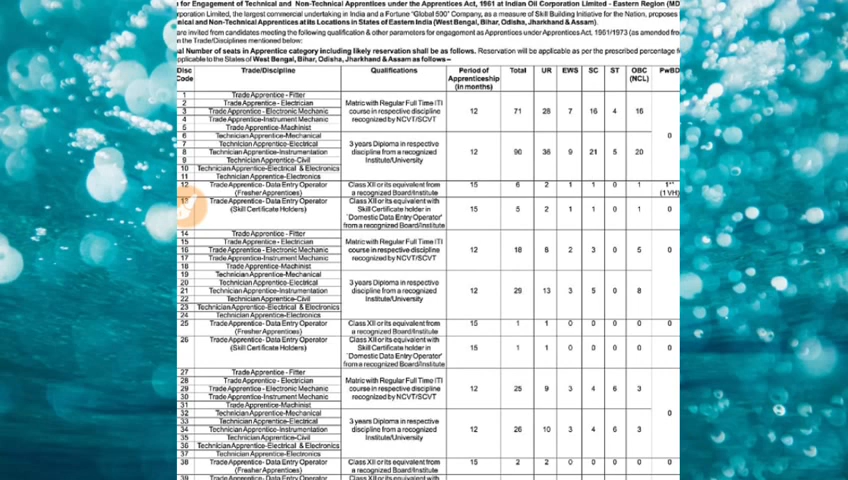 s for Engagement of Technical and Non-Technical Apprentices under the Apprentices Act, 1961 at Indian Oil Corporation Limited - Eastern Region (MD
rporation Limited, the largest commercial undertaking in India and a Fortune "Global 500" Company, as a measure of Skill Building Initiative for the Nation, proposes
nical and Non-Technical Apprentices at its Locations in States of Eastern India (West Bengal, Bihar, Odisha, Jharkhand & Assam).
are invited from candidates meeting the following qualification & other parameters for engagement as Apprentices under Apprentices Act, 1961/1973 (as amended fro
n the Trade/Disciplines mentioned below:
al Number of seats in Apprentice category including likely reservation shall be as follows. Reservation will be applicable as per the prescribed percentage f
applicable to the States of West Bengal, Bihar, Odisha, Jharkhand & Assam as follows –
Disc Code Trade/Discipline Qualifications Period of Apprenticeship (in months) Total UR EWS SC ST OBC (NCL) PwBD
1 Trade Apprentice - Fitter
2 Trade Apprentice - Electrician
3 Trade Apprentice - Electronic Mechanic
4 Trade Apprentice-Instrument Mechanic
5 Trade Apprentice-Machinist
Matric with Regular Full Time ITI
course in respective discipline
recognized by NCVT/SCVT
12 71 28 7 16 4 16
6 Technician Apprentice-Mechanical
7 Technician Apprentice-Electrical
8 Technician Apprentice-Instrumentation
9 Technician Apprentice-Civil
10 Technician Apprentice-Electrical & Electronics
11 Technician Apprentice-Electronics
3 years Diploma in respective
discipline from a recognized
Institute/University
12 90 36 9 21 5 20
0
12 Trade Apprentice- Data Entry Operator
(Fresher Apprentices)
Class XII or its equivalent from
a recognized Board/Institute
15 6 2 1 1 0 1 1**
(1 VH)
Trade Apprentice- Data Entry Operator
(Skill Certificate Holders)
Class XII or its equivalent with
Skill Certificate holder in
'Domestic Data Entry Operator'
from a recognized Board/Institute
15 5 2 1 1 0 1 0
14 Trade Apprentice - Fitter
15 Trade Apprentice - Electrician
16 Trade Apprentice - Electronic Mechanic
17 Trade Apprentice-Instrument Mechanic
18 Trade Apprentice-Machinist
Matric with Regular Full Time ITI
course in respective discipline
recognized by NCVT/SCVT
12 18 8 2 3 0 5
19 Technician Apprentice-Mechanical
20 Technician Apprentice-Electrical
21 Technician Apprentice-Instrumentation
22 Technician Apprentice-Civil
23 Technician Apprentice-Electrical & Electronics
24 Technician Apprentice-Electronics
3 years Diploma in respective
discipline from a recognized
Institute/University
12 29 13 3 5 0 8
0
25 Trade Apprentice- Data Entry Operator
(Fresher Apprentices)
Class XII or its equivalent from
a recognized Board/Institute
15 1 1 0 0 0 0 0
26 Trade Apprentice- Data Entry Operator
(Skill Certificate Holders)
Class XII or its equivalent with
Skill Certificate holder in
'Domestic Data Entry Operator'
from a recognized Board/Institute
15 1 1 0 0 0 0 0
27 Trade Apprentice - Fitter
28 Trade Apprentice - Electrician
29 Trade Apprentice - Electronic Mechanic
30 Trade Apprentice-Instrument Mechanic
31 Trade Apprentice-Machinist
Matric with Regular Full Time ITI
course in respective discipline
recognized by NCVT/SCVT
12 25 9 3 4 6 3
32 Technician Apprentice-Mechanical
33 Technician Apprentice-Electrical
34 Technician Apprentice-Instrumentation
35 Technician Apprentice-Civil
36 Technician Apprentice-Electrical & Electronics
37 Technician Apprentice-Electronics
3 years Diploma in respective
discipline from a recognized
Institute/University
12 26 10 3 4 6 3
0
38 Trade Apprentice- Data Entry Operator
(Fresher Apprentices)
Class XII or its equivalent from
a recognized Board/Institute
15 2 2 0 0 0 0 0
39 Trade Apprentice- Data Entry Operator
Class XII or its equivalent with